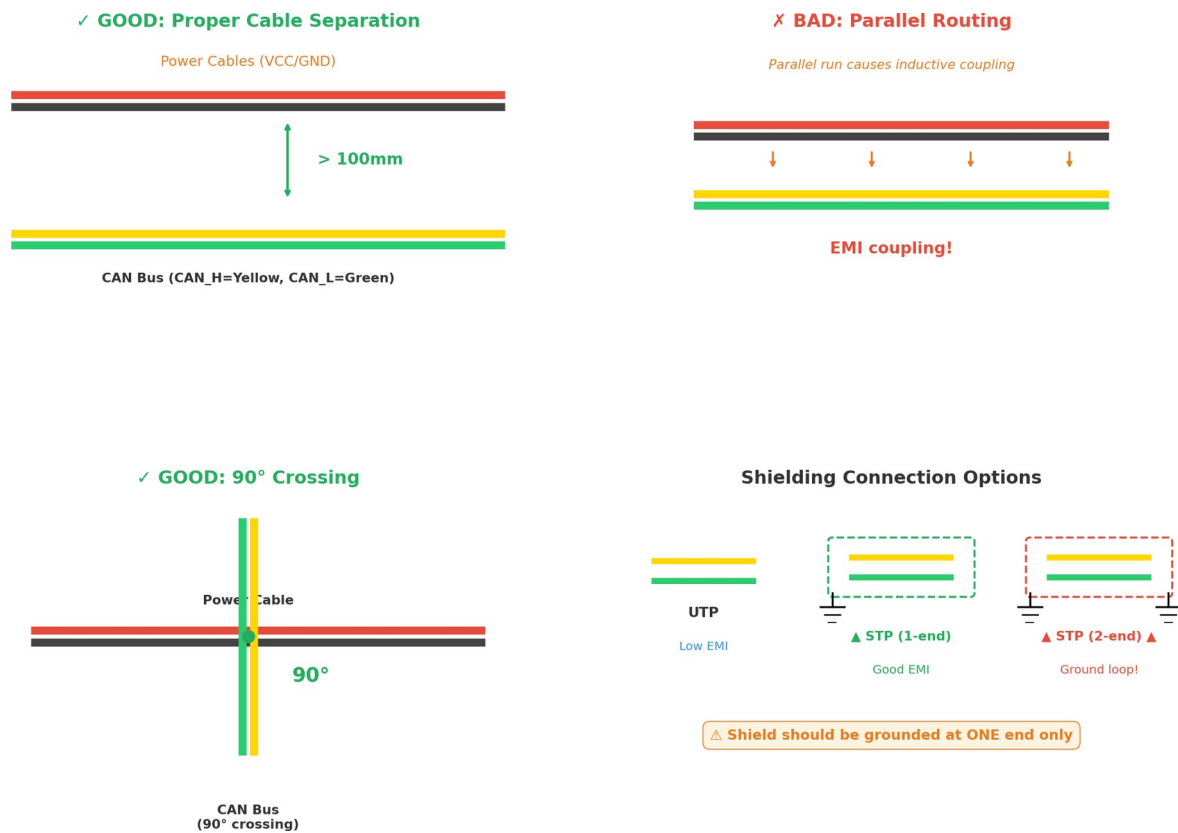 ✓ GOOD: Proper Cable Separation
Power Cables (VCC/GND)
> 100mm
CAN Bus (CAN_H=Yellow, CAN_L=Green)
✗ BAD: Parallel Routing
Parallel run causes inductive coupling
EMI coupling!
✓ GOOD: 90° Crossing
Power Cable
90°
CAN Bus
(90° crossing)
Shielding Connection Options
UTP
Low EMI
▲ STP (1-end)
Good EMI
▲ STP (2-end) ▲
Ground loop!
⚠ Shield should be grounded at ONE end only